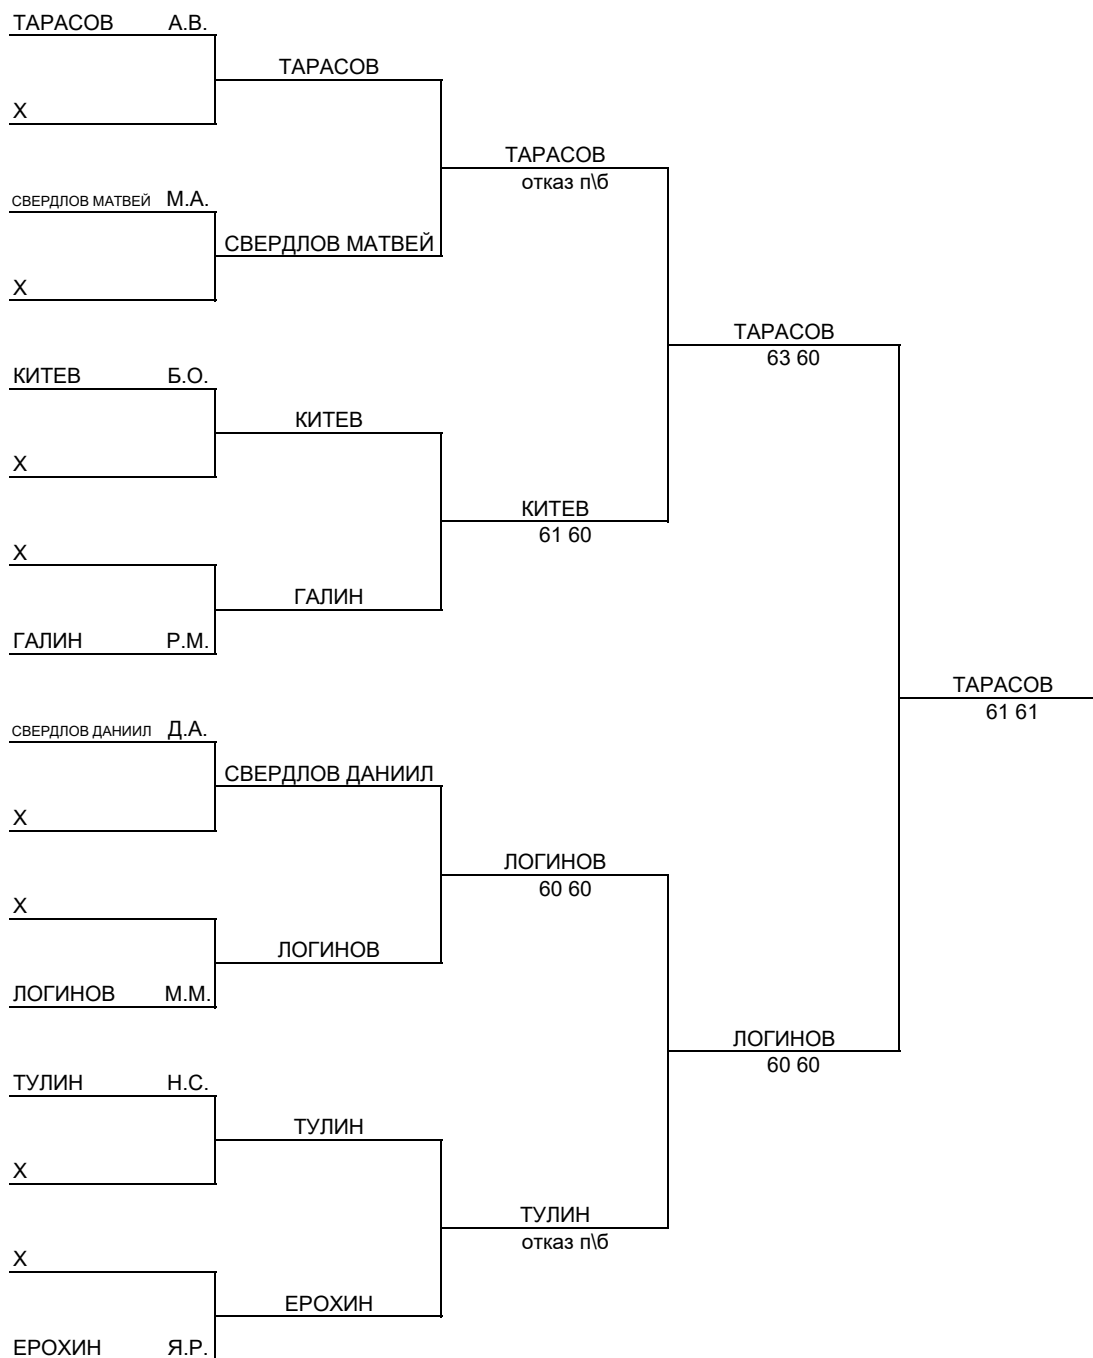 ТАРАСОВ А.В.
ТАРАСОВ
X
ТАРАСОВ
отказ п\б
СВЕРДЛОВ МАТВЕЙ М.А.
СВЕРДЛОВ МАТВЕЙ
X
ТАРАСОВ
63 60
КИТЕВ Б.О.
КИТЕВ
X
КИТЕВ
61 60
X
ГАЛИН
ГАЛИН Р.М.
ТАРАСОВ
61 61
СВЕРДЛОВ ДАНИИЛ Д.А.
СВЕРДЛОВ ДАНИИЛ
X
ЛОГИНОВ
60 60
X
ЛОГИНОВ
ЛОГИНОВ М.М.
ЛОГИНОВ
60 60
ТУЛИН Н.С.
ТУЛИН
X
ТУЛИН
отказ п\б
X
ЕРОХИН
ЕРОХИН Я.Р.